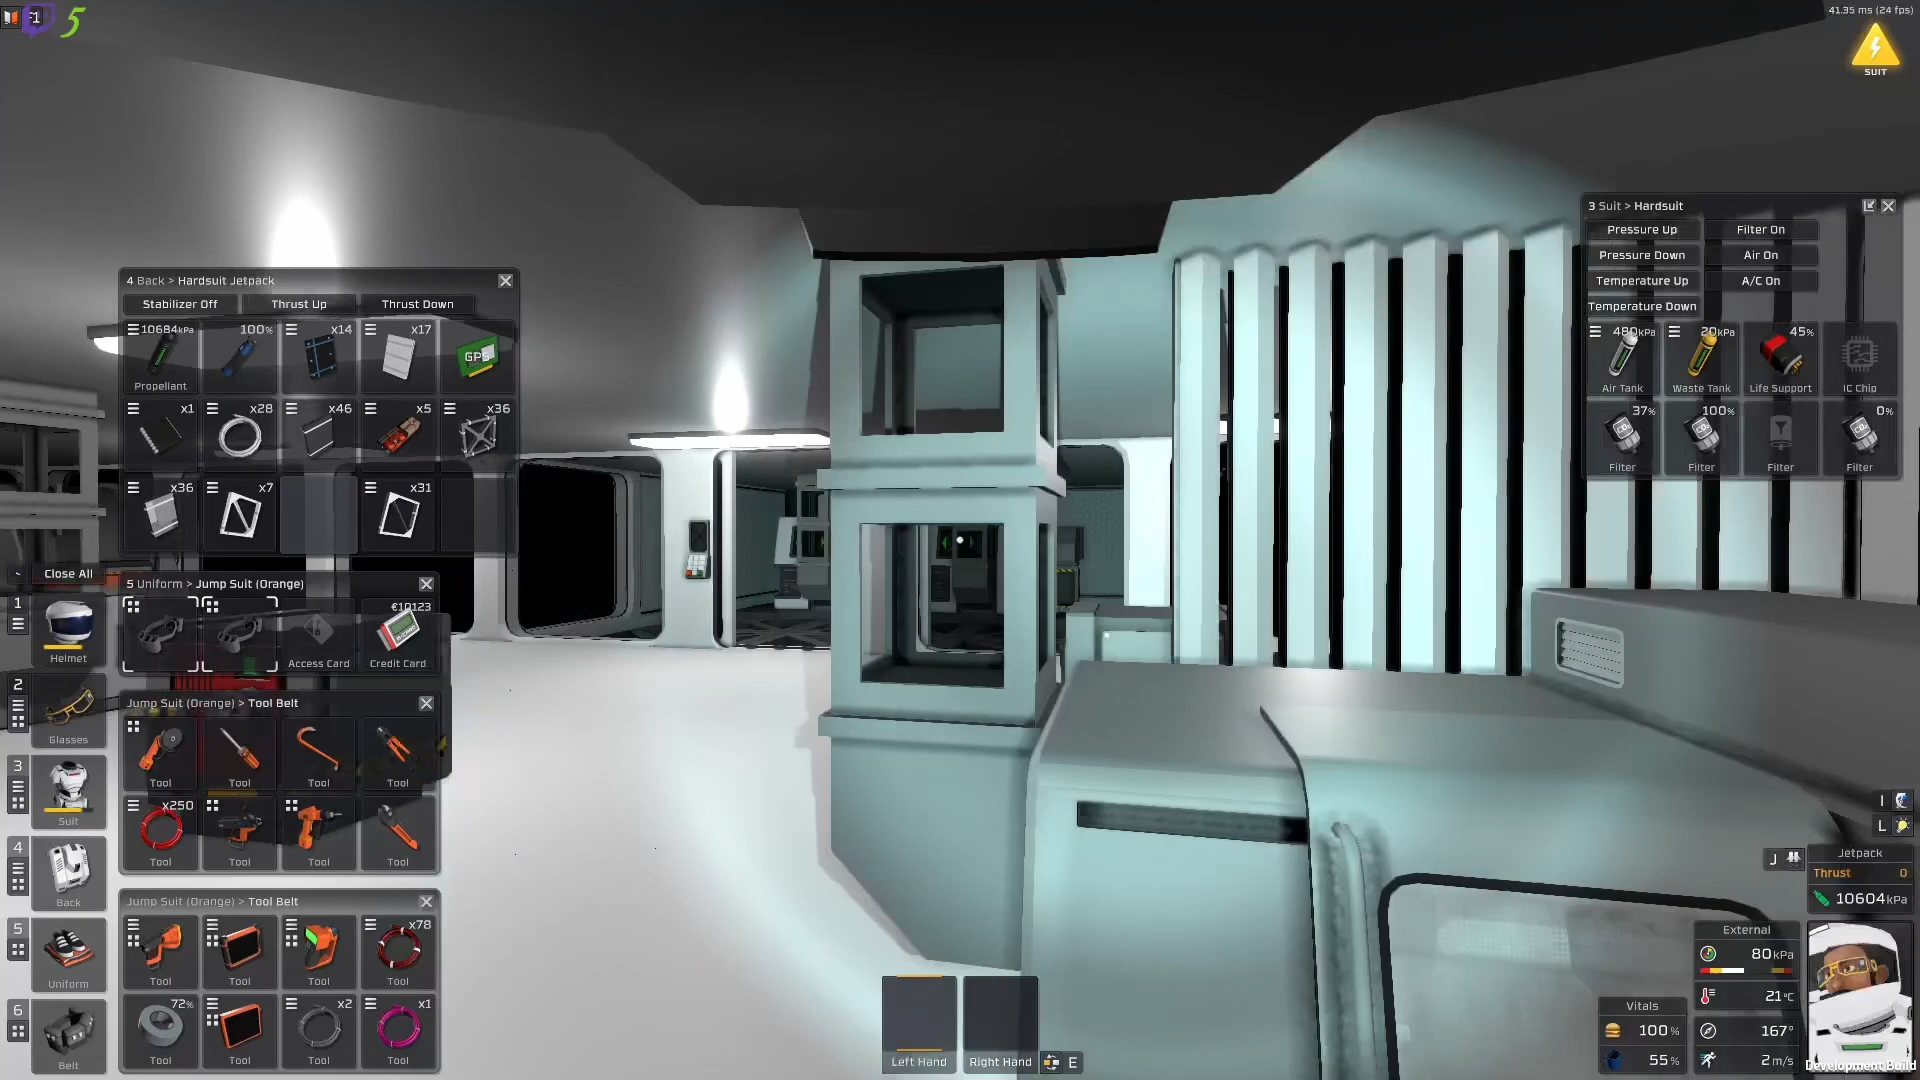 F1
5
41.35 ms (24 fps)
SUIT
3 Suit > Hardsuit
Pressure Up
Filter On
Pressure Down
Air On
Temperature Up
A/C On
Temperature Down
480kPa
20kPa
45%
Air Tank
Waste Tank
Life Support
IC Chip
37%
100%
0%
Filter
Filter
Filter
Filter
4 Back > Hardsuit Jetpack
Stabilizer Off
Thrust Up
Thrust Down
10684kPa
100%
x14
x17
GPS
Propellant
x1
x28
x46
x5
x36
x36
x7
x31
~
Close All
5 Uniform > Jump Suit (Orange)
€10123
Access Card
Credit Card
Jump Suit (Orange) > Tool Belt
Tool
Tool
Tool
Tool
x250
Tool
Tool
Tool
Tool
Jump Suit (Orange) > Tool Belt
x78
Tool
Tool
Tool
Tool
72%
x2
x1
Tool
Tool
Tool
Tool
1
Helmet
2
Glasses
3
Suit
4
Back
5
Uniform
6
Belt
Left Hand
Right Hand
E
I
L
J
Jetpack
Thrust 0
10604kPa
External
80kPa
21°C
167°
2m/s
Vitals
100%
55%
Development Build